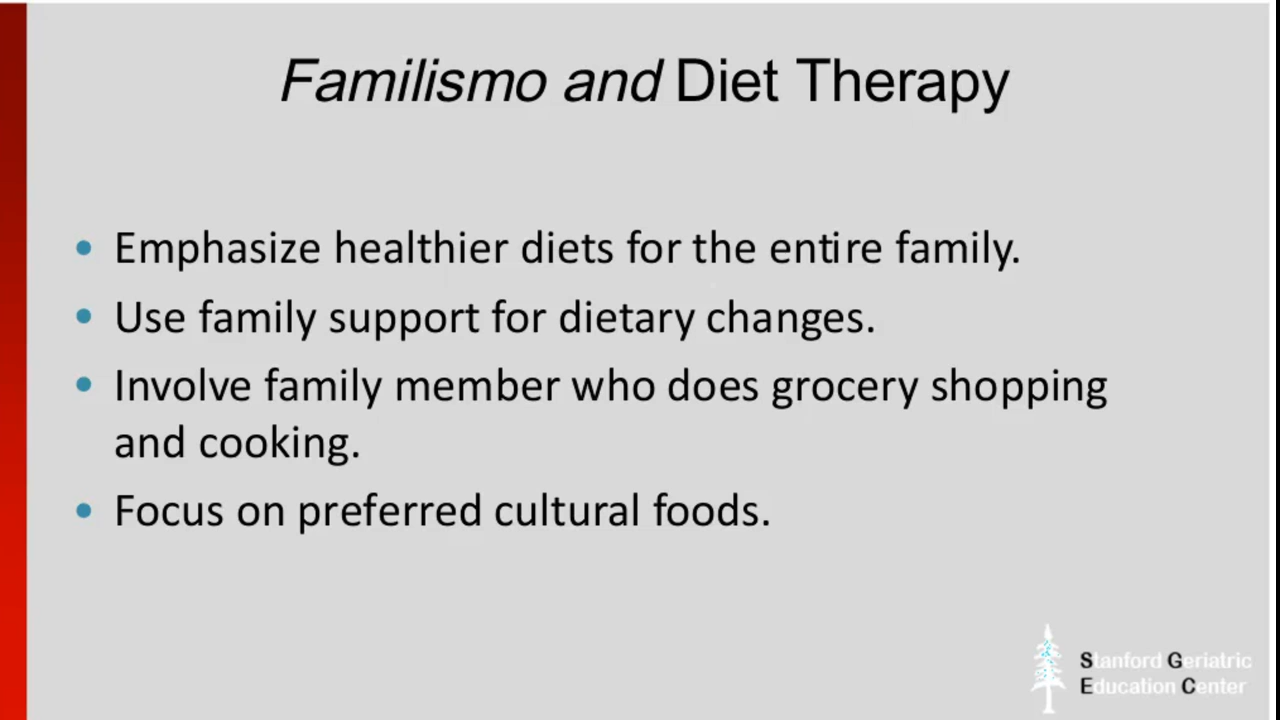 Familismo and Diet Therapy
• Emphasize healthier diets for the entire family.
• Use family support for dietary changes.
• Involve family member who does grocery shopping
and cooking.
• Focus on preferred cultural foods.
Stanford Geriatric
Education Center